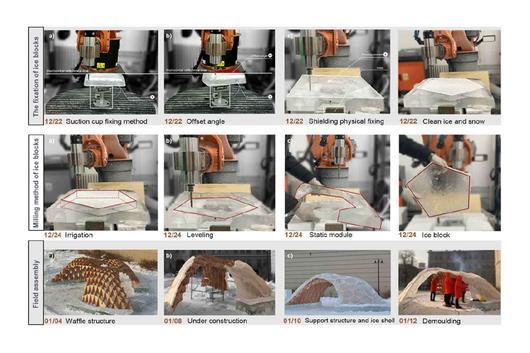 The fixation of ice blocks
a)
12/22 Suction cup fixing method
b)
12/22 Offset angle
12/22 Shielding physical fixing
12/22 Clean ice and snow
Milling method of ice blocks
a)
12/24 Irrigation
b)
12/24 Leveling
c)
12/24 Static module
12/24 Ice block
Field assembly
a)
01/04 Waffle structure
b)
01/08 Under construction
c)
01/10 Support structure and ice shell
01/12 Demoulding